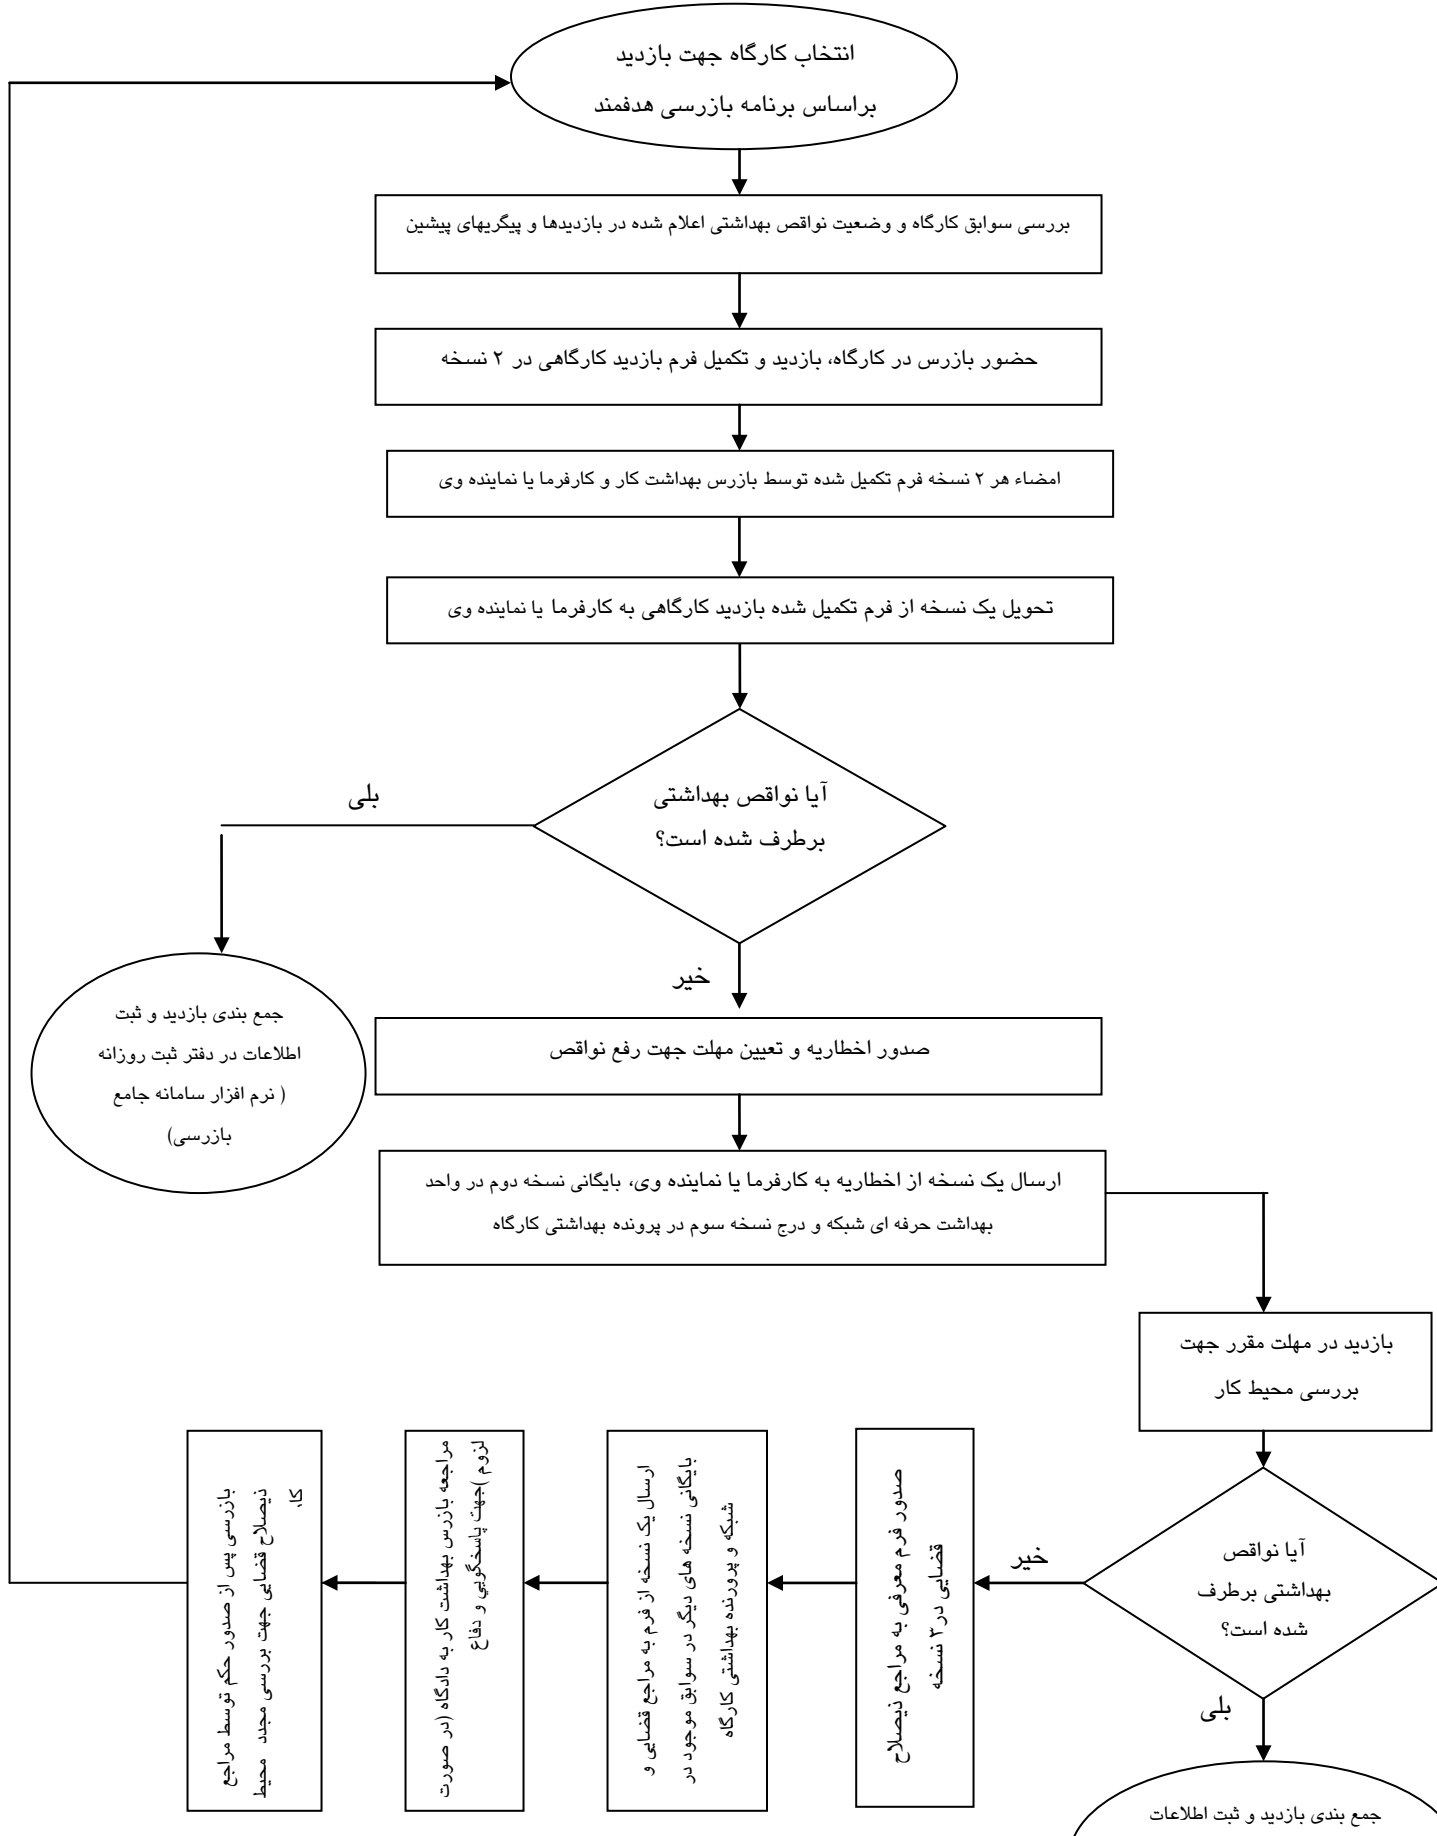 انتخاب کارگاه جهت بازدید
براساس برنامه بازرسی هدفمند
بررسی سوابق کارگاه و وضعیت نواقص بهداشتی اعلام شده در بازدیدها و پیگریهای پیشین
حضور بازرس در کارگاه، بازدید و تکمیل فرم بازدید کارگاهی در ۲ نسخه
امضاء هر ۲ نسخه فرم تکمیل شده توسط بازرس بهداشت کار و کارفرما یا نماینده وی
تحویل یک نسخه از فرم تکمیل شده بازدید کارگاهی به کارفرما یا نماینده وی
آیا نواقص بهداشتی
برطرف شده است؟
بلی
خیر
جمع بندی بازدید و ثبت
اطلاعات در دفتر ثبت روزانه
( نرم افزار سامانه جامع
بازرسی)
صدور اخطاریه و تعیین مهلت جهت رفع نواقص
ارسال یک نسخه از اخطاریه به کارفرما یا نماینده وی، بایگانی نسخه دوم در واحد
بهداشت حرفه ای شبکه و درج نسخه سوم در پرونده بهداشتی کارگاه
بازدید در مهلت مقرر جهت
بررسی محیط کار
آیا نواقص
بهداشتی برطرف
شده است؟
خیر
بلی
صدور فرم معرفی به مراجع ذیصلاح
قضایی در۳ نسخه
ارسال یک نسخه از فرم به مراجع قضایی و
بایگانی نسخه های دیگر در سوابق موجود در
شبکه و پرورنده بهداشتی کارگاه
مراجعه بازرس بهداشت کار به دادگاه (در صورت
لزوم )جهت پاسخگویي و دفاع
بازرسی پس از صدور حکم توسط مراجع
ذیصلاح قضایی جهت بررسی مجدد محیط
جمع بندی بازدید و ثبت اطلاعات